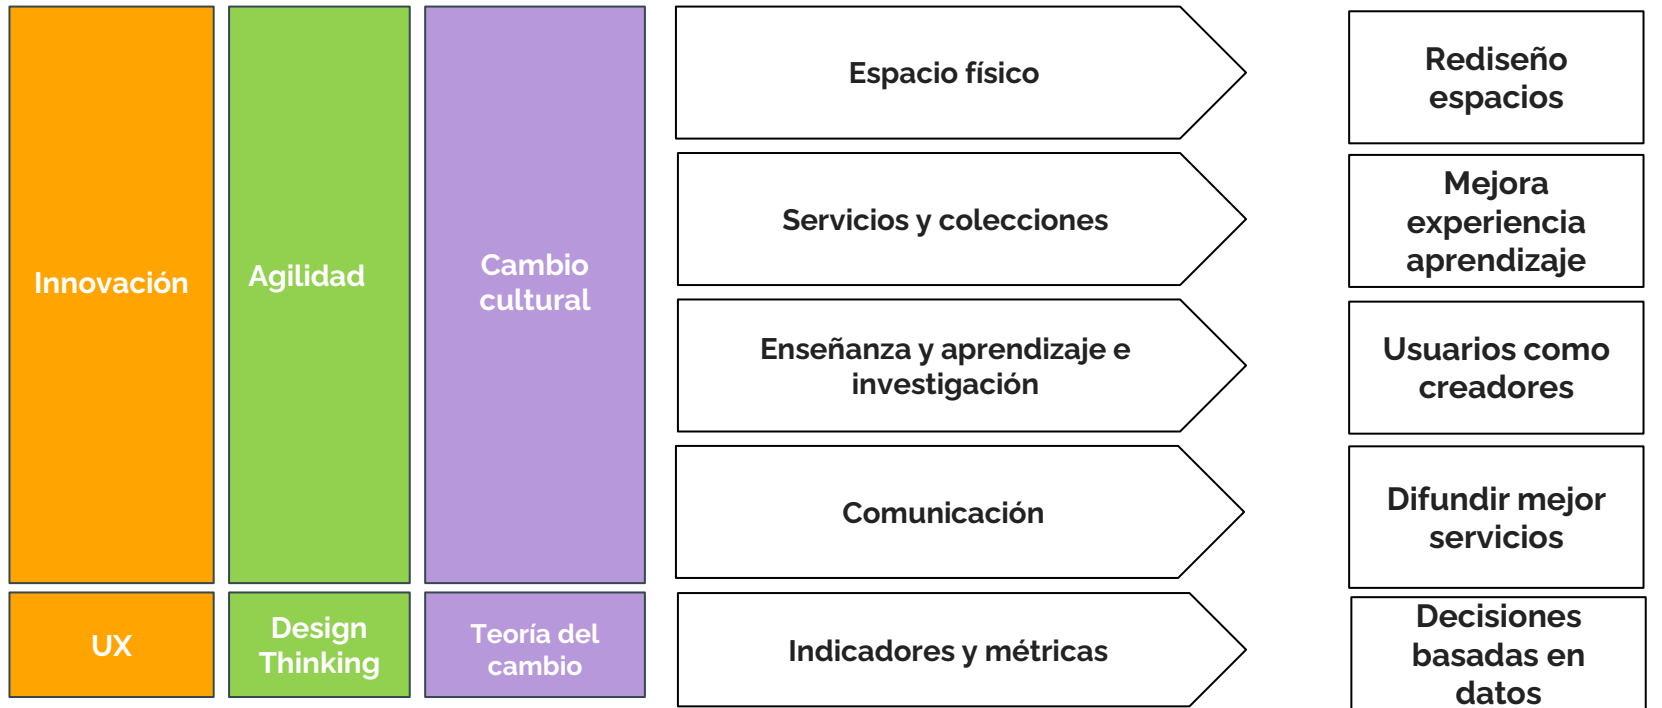 Innovación
Agilidad
Cambio
cultural
UX
Design
Thinking
Teoría del
cambio
Espacio físico
Rediseño
espacios
Servicios y colecciones
Mejora
experiencia
aprendizaje
Enseñanza y aprendizaje e
investigación
Usuarios como
creadores
Comunicación
Difundir mejor
servicios
Indicadores y métricas
Decisiones
basadas en
datos